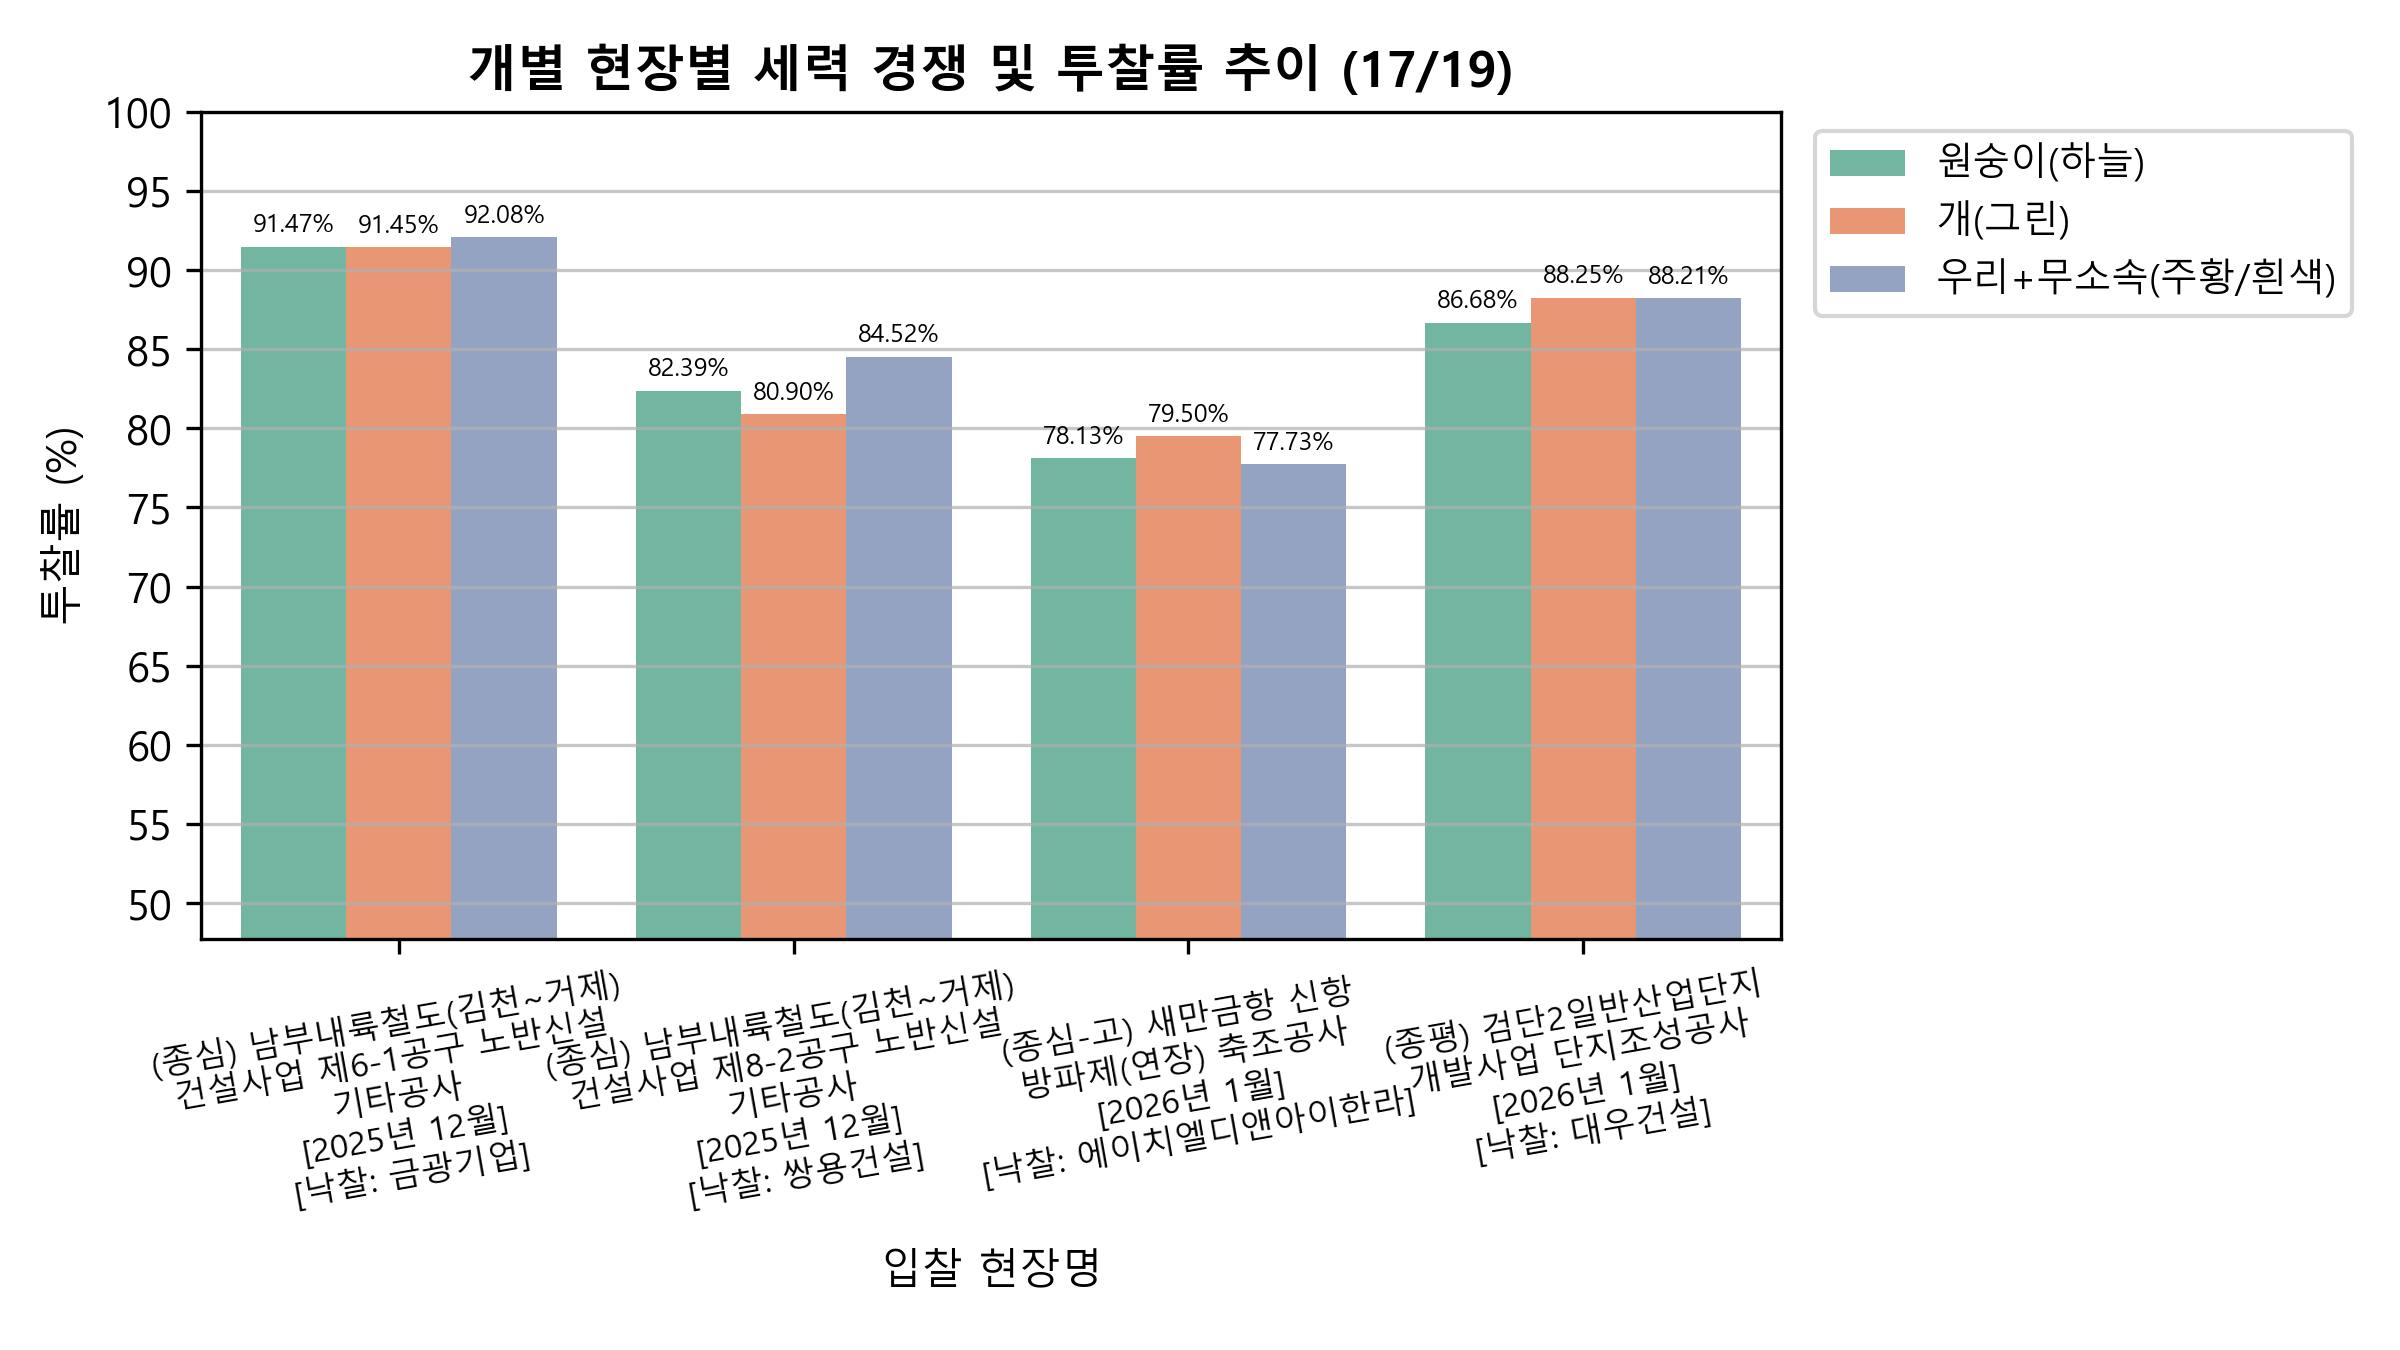 개별 현장별 세력 경쟁 및 투찰률 추이 (17/19)
100
95
90
85
80
75
70
65
60
55
50
투찰률 (%)
91.47%
91.45%
92.08%
82.39%
80.90%
84.52%
78.13%
79.50%
77.73%
86.68%
88.25%
88.21%
원숭이(하늘)
개(그린)
우리+무소속(주황/흰색)
(종심) 남부내륙철도(김천~거제)
건설사업 제6-1공구 노반신설
기타공사
[2025년 12월]
[낙찰: 금광기업]
(종심) 남부내륙철도(김천~거제)
건설사업 제8-2공구 노반신설
기타공사
[2025년 12월]
[낙찰: 쌍용건설]
(종심-고) 새만금항 신항
방파제(연장) 축조공사
[2026년 1월]
[낙찰: 에이치엘디앤아이한라]
(종평) 검단2일반산업단지
개발사업 단지조성공사
[2026년 1월]
[낙찰: 대우건설]
입찰 현장명